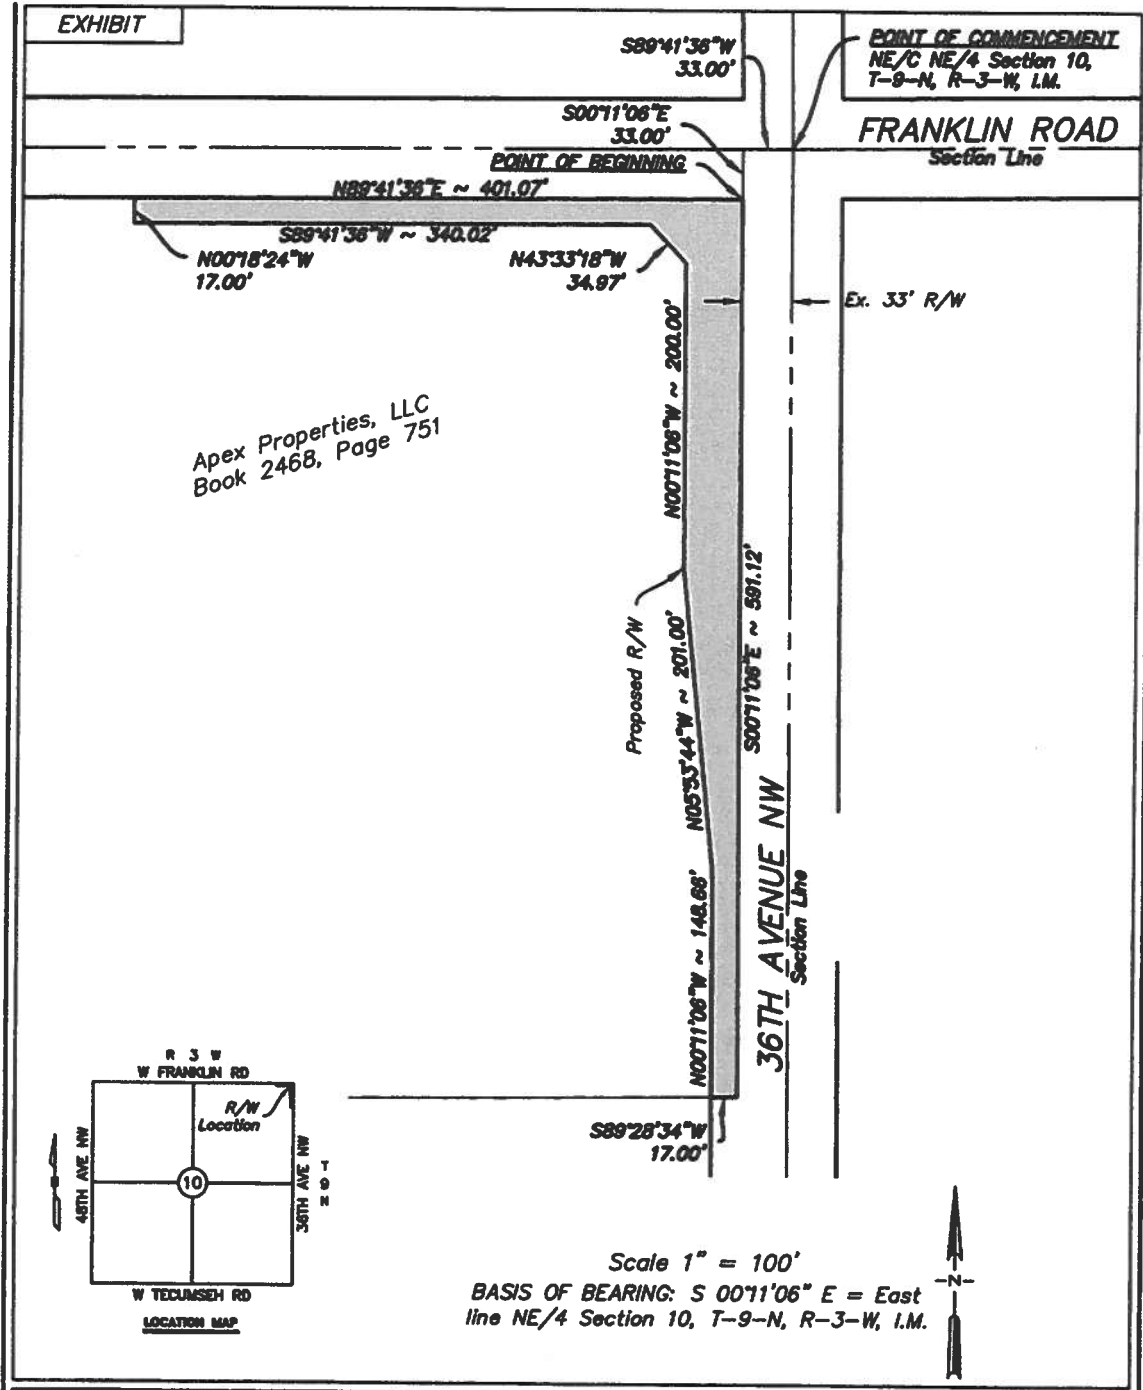 EXHIBIT
S89°41'36"W
33.00'
POINT OF COMMENCEMENT
NE/C NE/4 Section 10,
T-9-N, R-3-W, I.M.
S00°11'06"E
33.00'
FRANKLIN ROAD
Section Line
POINT OF BEGINNING
N89°41'36"E ~ 401.07'
S89°41'36"W ~ 340.02'
N00°18'24"W
17.00'
N43°33'18"W
34.97'
Ex. 33' R/W
N00°11'06"W ~ 200.00'
Apex Properties, LLC
Book 2468, Page 751
Proposed R/W
N05°53'44"W ~ 201.00'
S00°11'06"E ~ 591.12'
36TH AVENUE NW
Section Line
N00°11'06"W ~ 148.66'
S89°28'34"W
17.00'
R 3 W
W FRANKLIN RD
R/W
Location
48TH AVE NW
10
36TH AVE NW
T
9
N
W TECUMSEH RD
LOCATION MAP
Scale 1" = 100'
BASIS OF BEARING: S 00°11'06" E = East
line NE/4 Section 10, T-9-N, R-3-W, I.M.
-N-